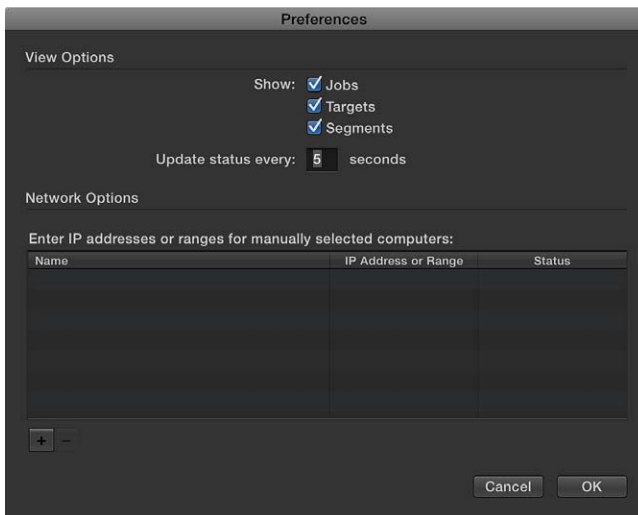 Preferences
View Options
Show: Jobs
Targets
Segments
Update status every: 5 seconds
Network Options
Enter IP addresses or ranges for manually selected computers:
Name IP Address or Range Status
+ −
Cancel OK